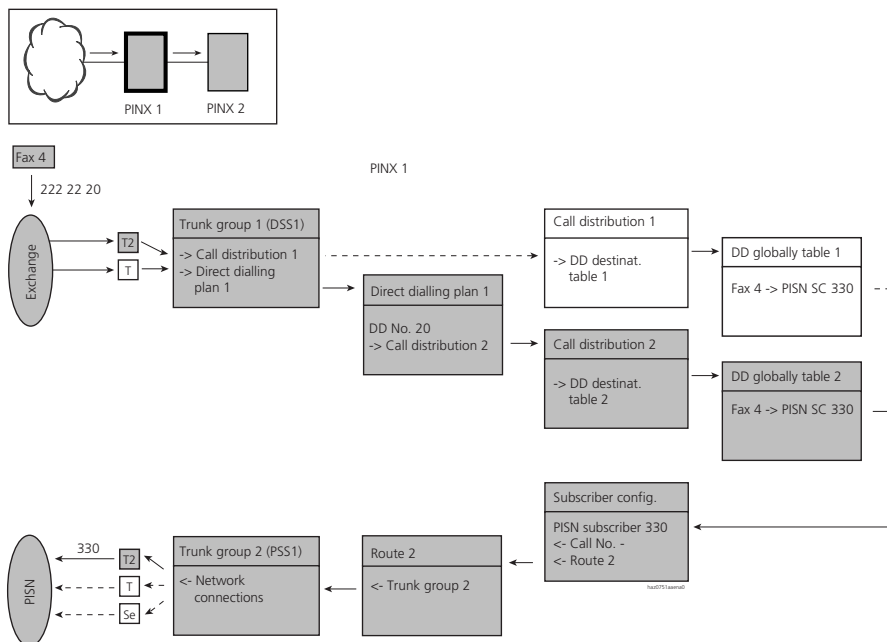 PINX 1
PINX 2
Fax 4
222 22 20
PINX 1
Exchange
T2
T
Trunk group 1 (DSS1)
-> Call distribution 1
-> Direct dialling
plan 1
Direct dialling plan 1
DD No. 20
-> Call distribution 2
Call distribution 1
-> DD destinat.
table 1
DD globally table 1
Fax 4 -> PISN SC 330
Call distribution 2
-> DD destinat.
table 2
DD globally table 2
Fax 4 -> PISN SC 330
Subscriber config.
PISN subscriber 330
<- Call No. -
<- Route 2
haz0751aaena0
Route 2
<- Trunk group 2
Trunk group 2 (PSS1)
<- Network
connections
330
T2
T
Se
PISN